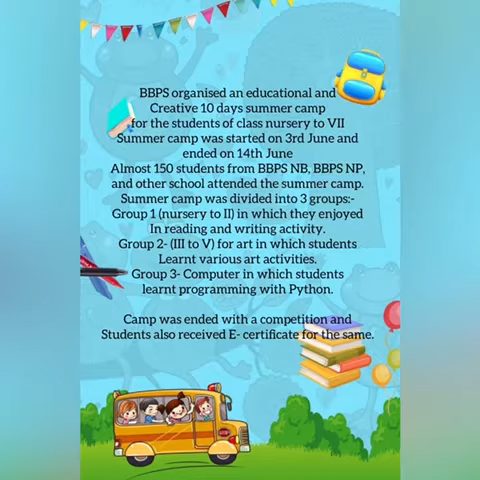 BBPS organised an educational and
Creative 10 days summer camp
for the students of class nursery to VII
Summer camp was started on 3rd June and
ended on 14th June
Almost 150 students from BBPS NB, BBPS NP,
and other school attended the summer camp.
Summer camp was divided into 3 groups:-
Group 1 (nursery to II) in which they enjoyed
In reading and writing activity.
Group 2- (III to V) for art in which students
Learnt various art activities.
Group 3- Computer in which students
learnt programming with Python.
Camp was ended with a competition and
Students also received E- certificate for the same.